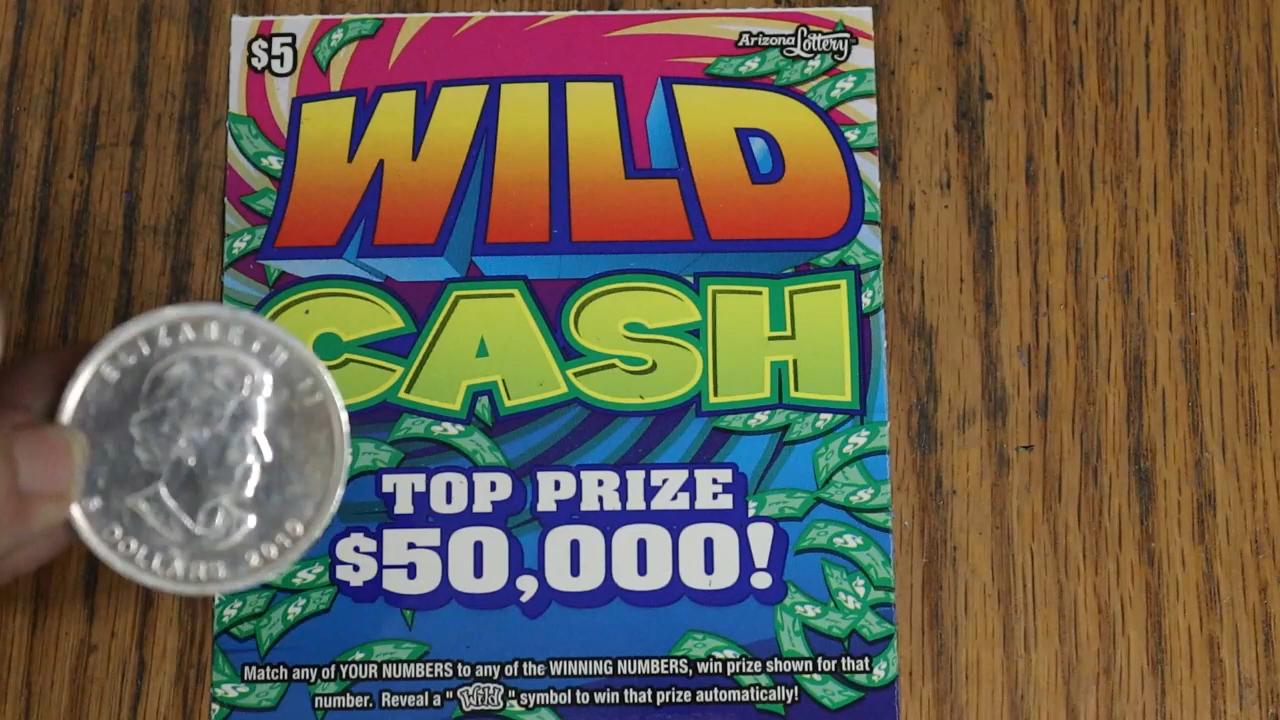 $5
Arizona Lottery
WILD
CASH
TOP PRIZE
$50,000!
Match any of YOUR NUMBERS to any of the WINNING NUMBERS, win prize shown for that
number. Reveal a "Wild" symbol to win that prize automatically!
ELIZABETH II
5 DOLLARS